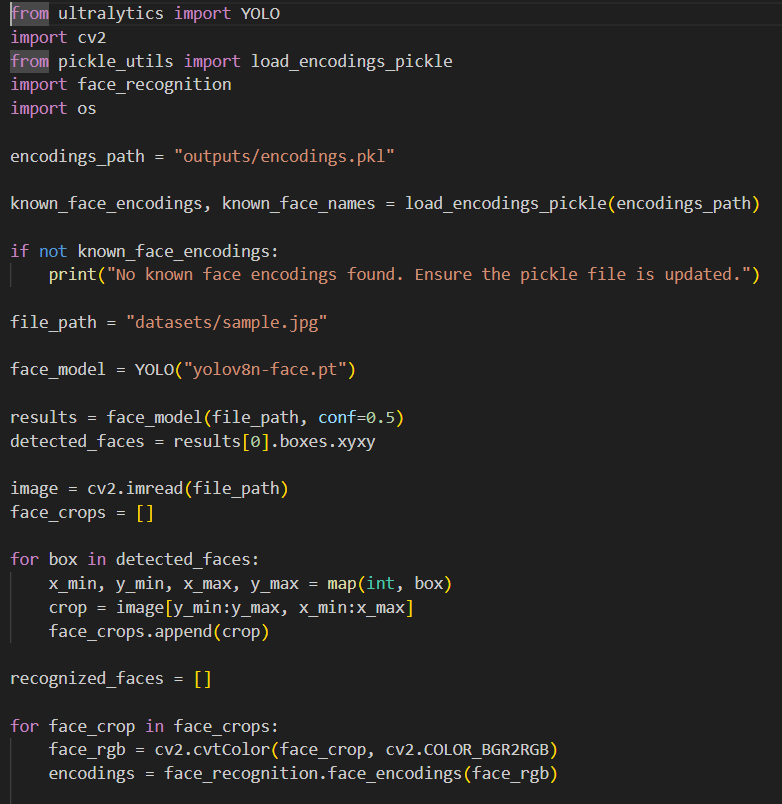 from ultralytics import YOLO
import cv2
from pickle_utils import load_encodings_pickle
import face_recognition
import os

encodings_path = "outputs/encodings.pkl"

known_face_encodings, known_face_names = load_encodings_pickle(encodings_path)

if not known_face_encodings:
    print("No known face encodings found. Ensure the pickle file is updated.")

file_path = "datasets/sample.jpg"

face_model = YOLO("yolov8n-face.pt")

results = face_model(file_path, conf=0.5)
detected_faces = results[0].boxes.xyxy

image = cv2.imread(file_path)
face_crops = []

for box in detected_faces:
    x_min, y_min, x_max, y_max = map(int, box)
    crop = image[y_min:y_max, x_min:x_max]
    face_crops.append(crop)

recognized_faces = []

for face_crop in face_crops:
    face_rgb = cv2.cvtColor(face_crop, cv2.COLOR_BGR2RGB)
    encodings = face_recognition.face_encodings(face_rgb)